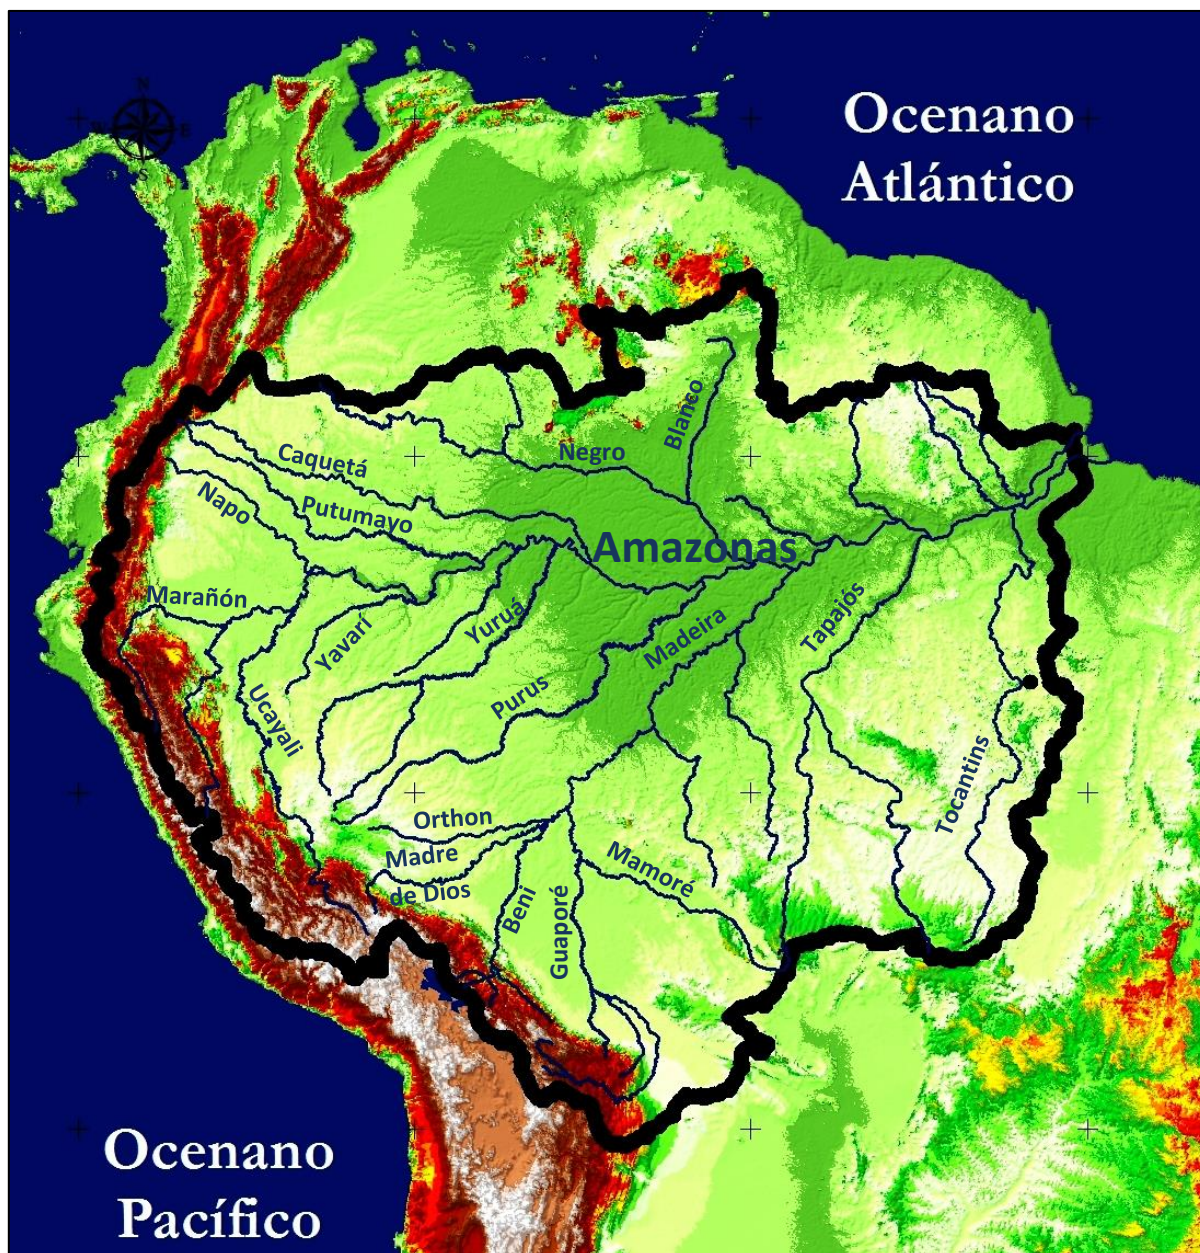 Ocenano
Atlántico
N
W
E
S
Blanco
Negro
Caquetá
Putumayo
Napo
Amazonas
Marañón
Yavarí
Yuruá
Madeira
Tapajós
Ucayali
Purus
Tocantins
Orthon
Madre
de Dios
Mamoré
Beni
Guaporé
Ocenano
Pacífico